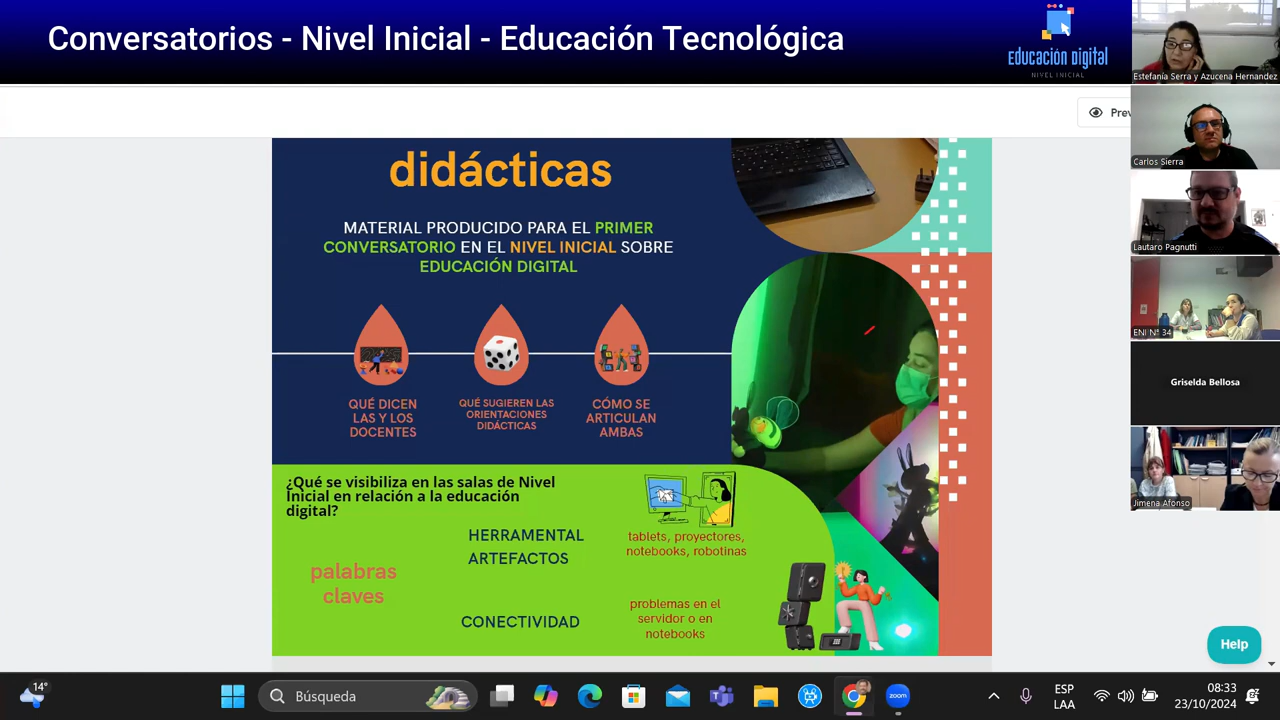 Conversatorios - Nivel Inicial - Educación Tecnológica
educación digital
NIVEL INICIAL
Prev
didácticas
MATERIAL PRODUCIDO PARA EL PRIMER
CONVERSATORIO EN EL NIVEL INICIAL SOBRE
EDUCACIÓN DIGITAL
QUÉ DICEN
LAS Y LOS
DOCENTES
QUÉ SUGIEREN LAS
ORIENTACIONES
DIDÁCTICAS
CÓMO SE
ARTICULAN
AMBAS
¿Qué se visibiliza en las salas de Nivel
Inicial en relación a la educación
digital?
palabras
claves
HERRAMENTAL
ARTEFACTOS
tablets, proyectores,
notebooks, robotinas
CONECTIVIDAD
problemas en el
servidor o en
notebooks
Estefanía Serra y Azucena Hernandez
Carlos Sierra
Lautaro Pagnutti
ENI N° 34
Griselda Bellosa
Jimena Afonso
Help
14°
Búsqueda
zoom
ESP
LAA
08:33
23/10/2024